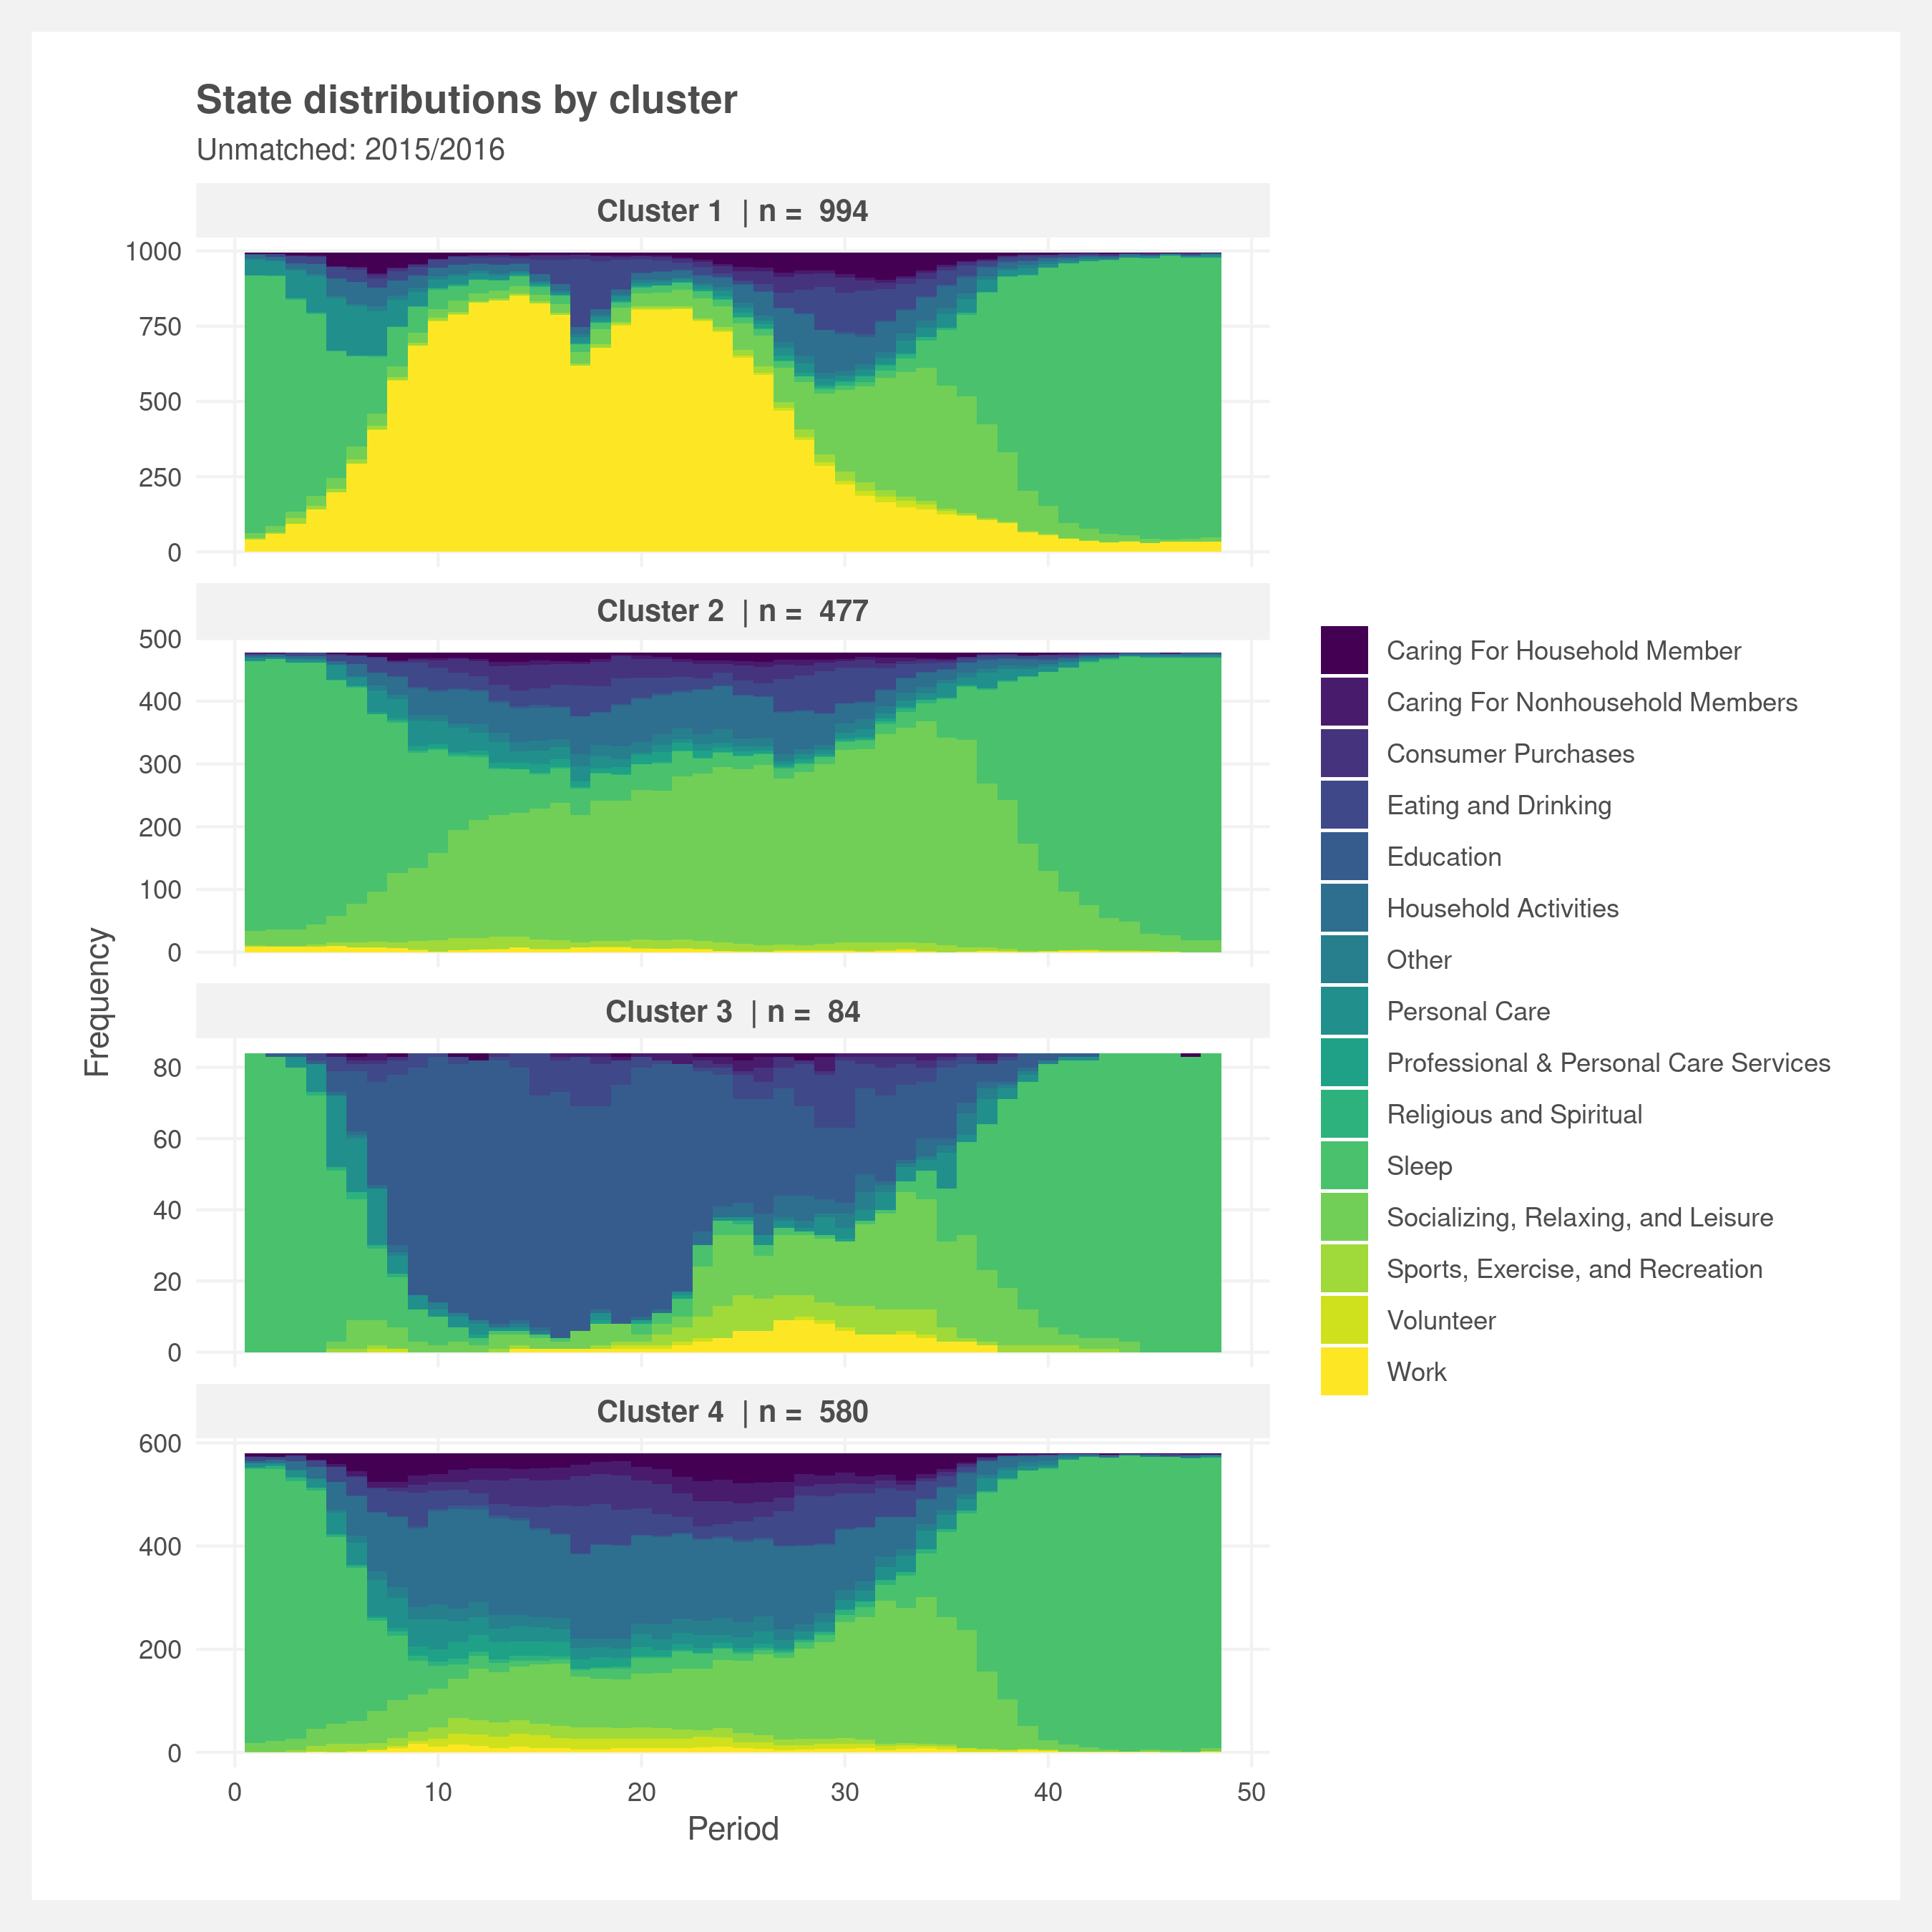 State distributions by cluster
Unmatched: 2015/2016
Cluster 1 | n = 994
1000
750
500
250
0
Cluster 2 | n = 477
500
400
300
200
100
0
Cluster 3 | n = 84
80
60
40
20
0
Cluster 4 | n = 580
600
400
200
0
0 10 20 30 40 50
Period
Frequency
Caring For Household Member
Caring For Nonhousehold Members
Consumer Purchases
Eating and Drinking
Education
Household Activities
Other
Personal Care
Professional & Personal Care Services
Religious and Spiritual
Sleep
Socializing, Relaxing, and Leisure
Sports, Exercise, and Recreation
Volunteer
Work